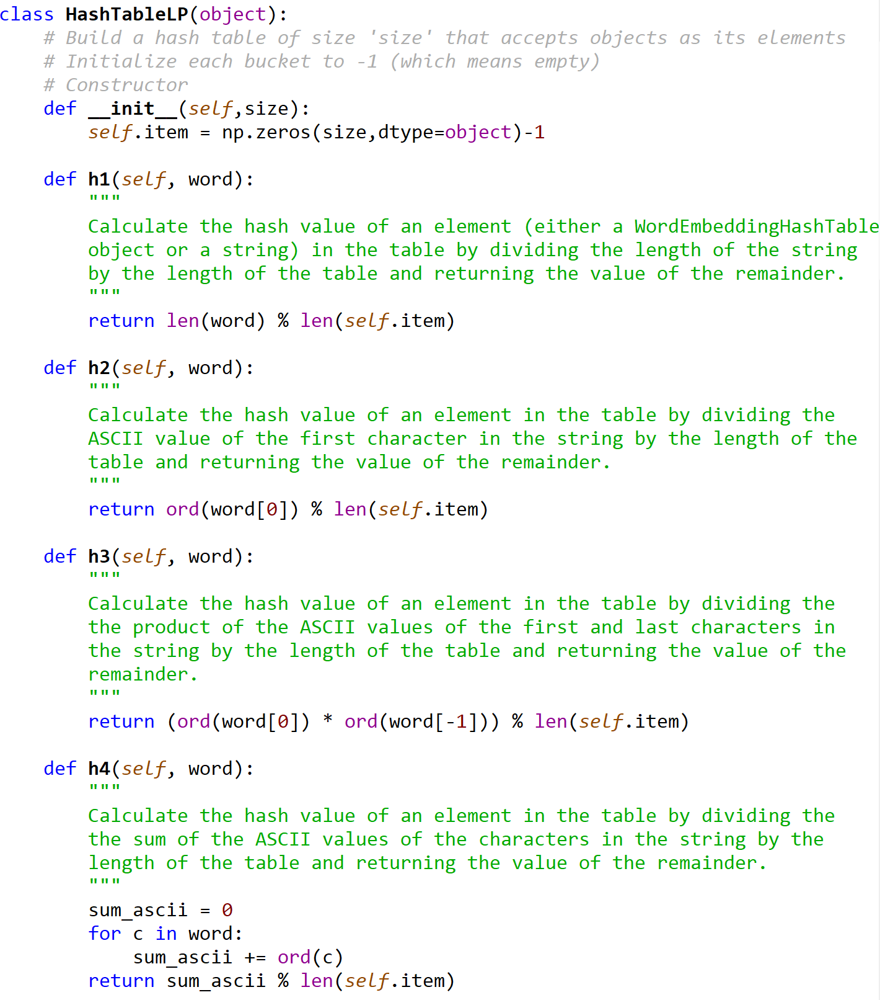 class HashTableLP(object):
    # Build a hash table of size 'size' that accepts objects as its elements
    # Initialize each bucket to -1 (which means empty)
    # Constructor
    def __init__(self,size):
        self.item = np.zeros(size,dtype=object)-1

    def h1(self, word):
        """
        Calculate the hash value of an element (either a WordEmbeddingHashTable
        object or a string) in the table by dividing the length of the string
        by the length of the table and returning the value of the remainder.
        """
        return len(word) % len(self.item)

    def h2(self, word):
        """
        Calculate the hash value of an element in the table by dividing the
        ASCII value of the first character in the string by the length of the
        table and returning the value of the remainder.
        """
        return ord(word[0]) % len(self.item)

    def h3(self, word):
        """
        Calculate the hash value of an element in the table by dividing the
        the product of the ASCII values of the first and last characters in
        the string by the length of the table and returning the value of the
        remainder.
        """
        return (ord(word[0]) * ord(word[-1])) % len(self.item)

    def h4(self, word):
        """
        Calculate the hash value of an element in the table by dividing the
        the sum of the ASCII values of the characters in the string by the
        length of the table and returning the value of the remainder.
        """
        sum_ascii = 0
        for c in word:
            sum_ascii += ord(c)
        return sum_ascii % len(self.item)